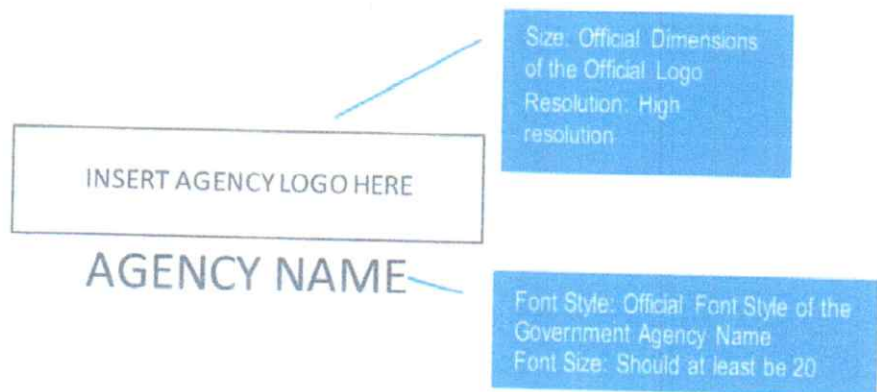 Size: Official Dimensions
of the Official Logo
Resolution: High
resolution
INSERT AGENCY LOGO HERE
AGENCY NAME
Font Style: Official Font Style of the
Government Agency Name
Font Size: Should at least be 20